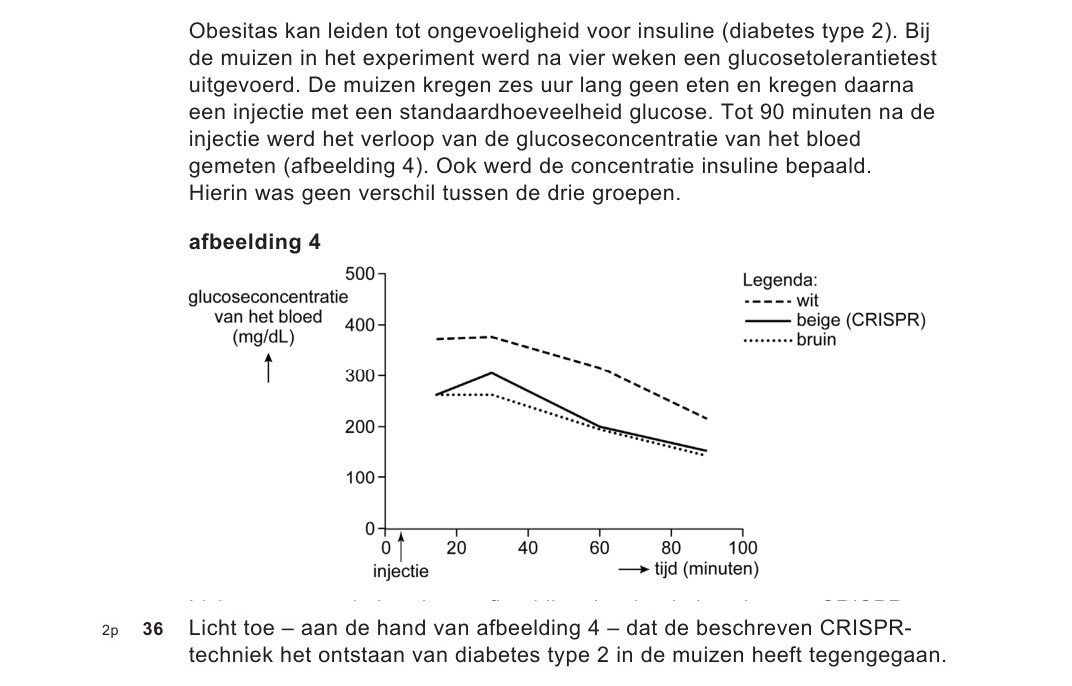 Obesitas kan leiden tot ongevoeligheid voor insuline (diabetes type 2). Bij
de muizen in het experiment werd na vier weken een glucosetolerantietest
uitgevoerd. De muizen kregen zes uur lang geen eten en kregen daarna
een injectie met een standaardhoeveelheid glucose. Tot 90 minuten na de
injectie werd het verloop van de glucoseconcentratie van het bloed
gemeten (afbeelding 4). Ook werd de concentratie insuline bepaald.
Hierin was geen verschil tussen de drie groepen.
afbeelding 4
glucoseconcentratie
van het bloed
(mg/dL)
500
400
300
200
100
0
0 20 40 60 80 100
injectie
tijd (minuten)
Legenda:
wit
beige (CRISPR)
bruin
2p 36 Licht toe – aan de hand van afbeelding 4 – dat de beschreven CRISPR-
techniek het ontstaan van diabetes type 2 in de muizen heeft tegengegaan.